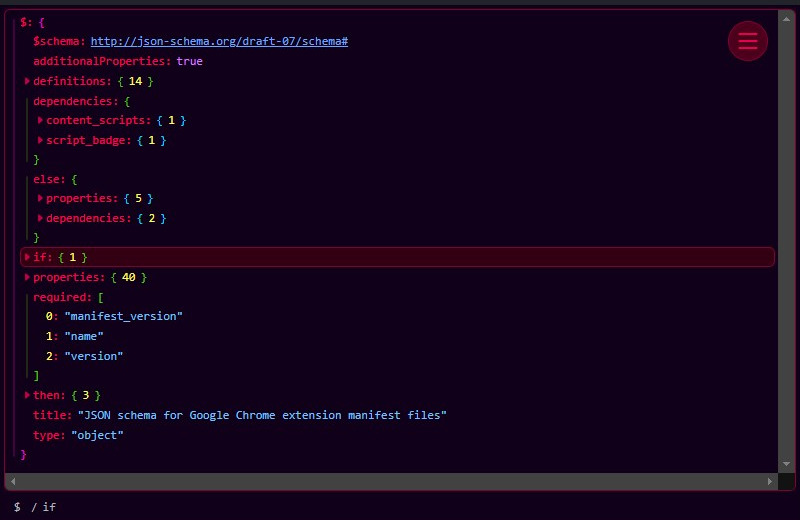 $: {
$schema: http://json-schema.org/draft-07/schema#
additionalProperties: true
definitions: { 14 }
dependencies: {
content_scripts: { 1 }
script_badge: { 1 }
}
else: {
properties: { 5 }
dependencies: { 2 }
}
if: { 1 }
properties: { 40 }
required: [
0: "manifest_version"
1: "name"
2: "version"
]
then: { 3 }
title: "JSON schema for Google Chrome extension manifest files"
type: "object"
}
$ / if